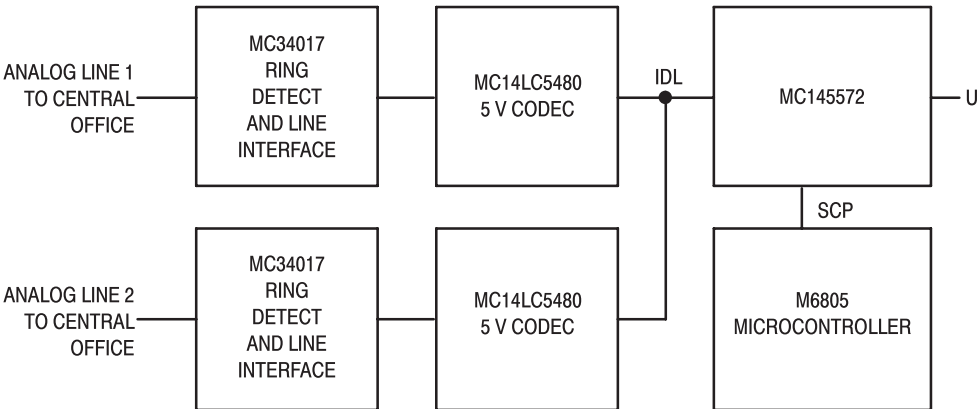 ANALOG LINE 1
TO CENTRAL
OFFICE
MC34017
RING
DETECT
AND LINE
INTERFACE
MC14LC5480
5 V CODEC
IDL
MC145572
U
SCP
ANALOG LINE 2
TO CENTRAL
OFFICE
MC34017
RING
DETECT
AND LINE
INTERFACE
MC14LC5480
5 V CODEC
M6805
MICROCONTROLLER